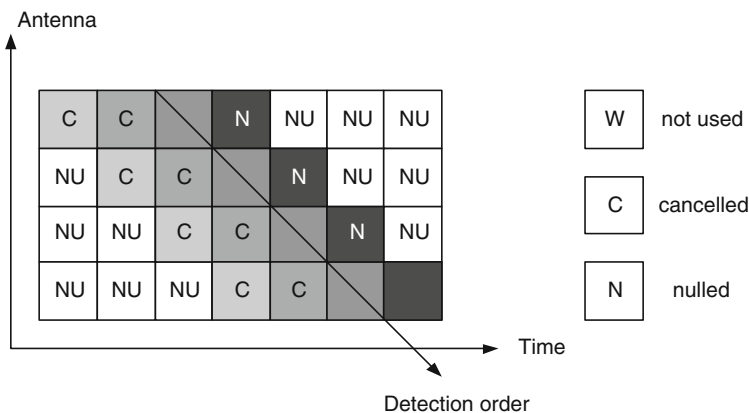 Antenna
C C N NU NU NU
W not used
NU C C N NU NU
C cancelled
NU NU C C N NU
NU NU NU C C
N nulled
Time
Detection order